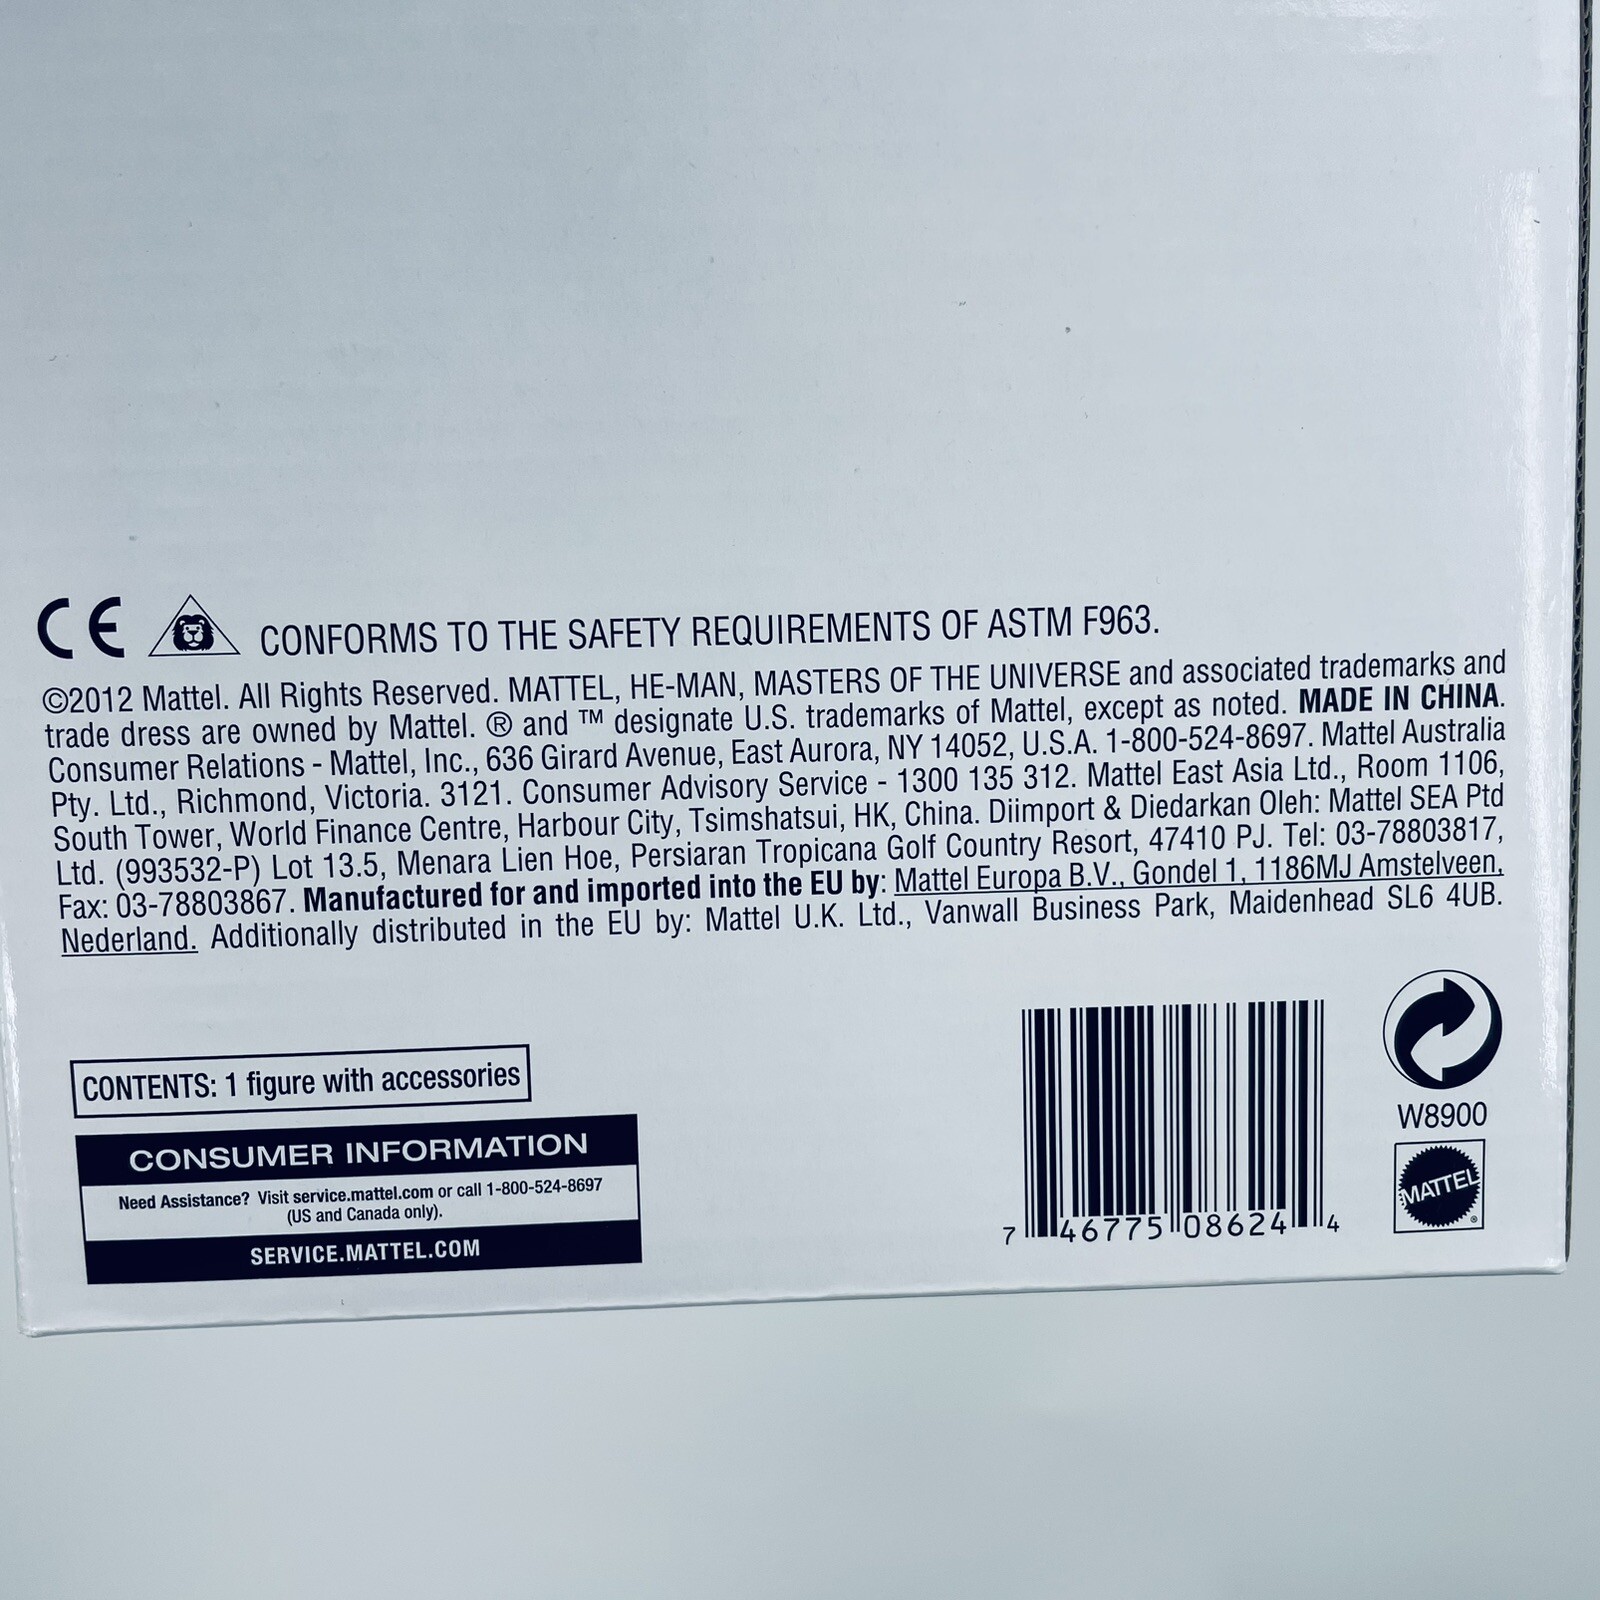 CE CONFORMS TO THE SAFETY REQUIREMENTS OF ASTM F963.
©2012 Mattel. All Rights Reserved. MATTEL, HE-MAN, MASTERS OF THE UNIVERSE and associated trademarks and
trade dress are owned by Mattel. ® and ™ designate U.S. trademarks of Mattel, except as noted. MADE IN CHINA.
Consumer Relations - Mattel, Inc., 636 Girard Avenue, East Aurora, NY 14052, U.S.A. 1-800-524-8697. Mattel Australia
Pty. Ltd., Richmond, Victoria. 3121. Consumer Advisory Service - 1300 135 312. Mattel East Asia Ltd., Room 1106,
South Tower, World Finance Centre, Harbour City, Tsimshatsui, HK, China. Diimport & Diedarkan Oleh: Mattel SEA Ptd
Ltd. (993532-P) Lot 13.5, Menara Lien Hoe, Persiaran Tropicana Golf Country Resort, 47410 PJ. Tel: 03-78803817,
Fax: 03-78803867. Manufactured for and imported into the EU by: Mattel Europa B.V., Gondel 1, 1186MJ Amstelveen,
Nederland. Additionally distributed in the EU by: Mattel U.K. Ltd., Vanwall Business Park, Maidenhead SL6 4UB.
CONTENTS: 1 figure with accessories
CONSUMER INFORMATION
Need Assistance? Visit service.mattel.com or call 1-800-524-8697
(US and Canada only).
SERVICE.MATTEL.COM
7 46775 08624 4
W8900
MATTEL®